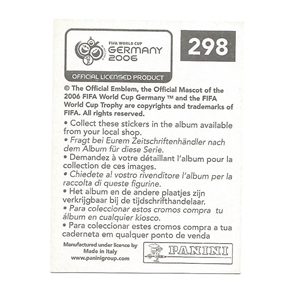 FIFA WORLD CUP
GERMANY
2006
298
OFFICIAL LICENSED PRODUCT
© The Official Emblem, the Official Mascot of the
2006 FIFA World Cup Germany ™ and the FIFA
World Cup Trophy are copyrights and trademarks of
FIFA. All rights reserved.
• Collect these stickers in the album available
from your local shop.
• Fragt bei Eurem Zeitschriftenhändler nach
dem Album für diese Serie.
• Demandez à votre détaillant l'album pour la
collection de ces images.
• Chiedete al vostro rivenditore l'album per la
raccolta di queste figurine.
• Het album en de andere plaatjes zijn
verkrijgbaar bij de tijdschrifthandelaar.
• Para coleccionar estos cromos compra tu
álbum en cualquier kiosco.
• Para coleccionar estes cromos compra a tua
caderneta em qualquer ponto de venda
Manufactured under licence by
Made in Italy
www.paninigroup.com
PANINI